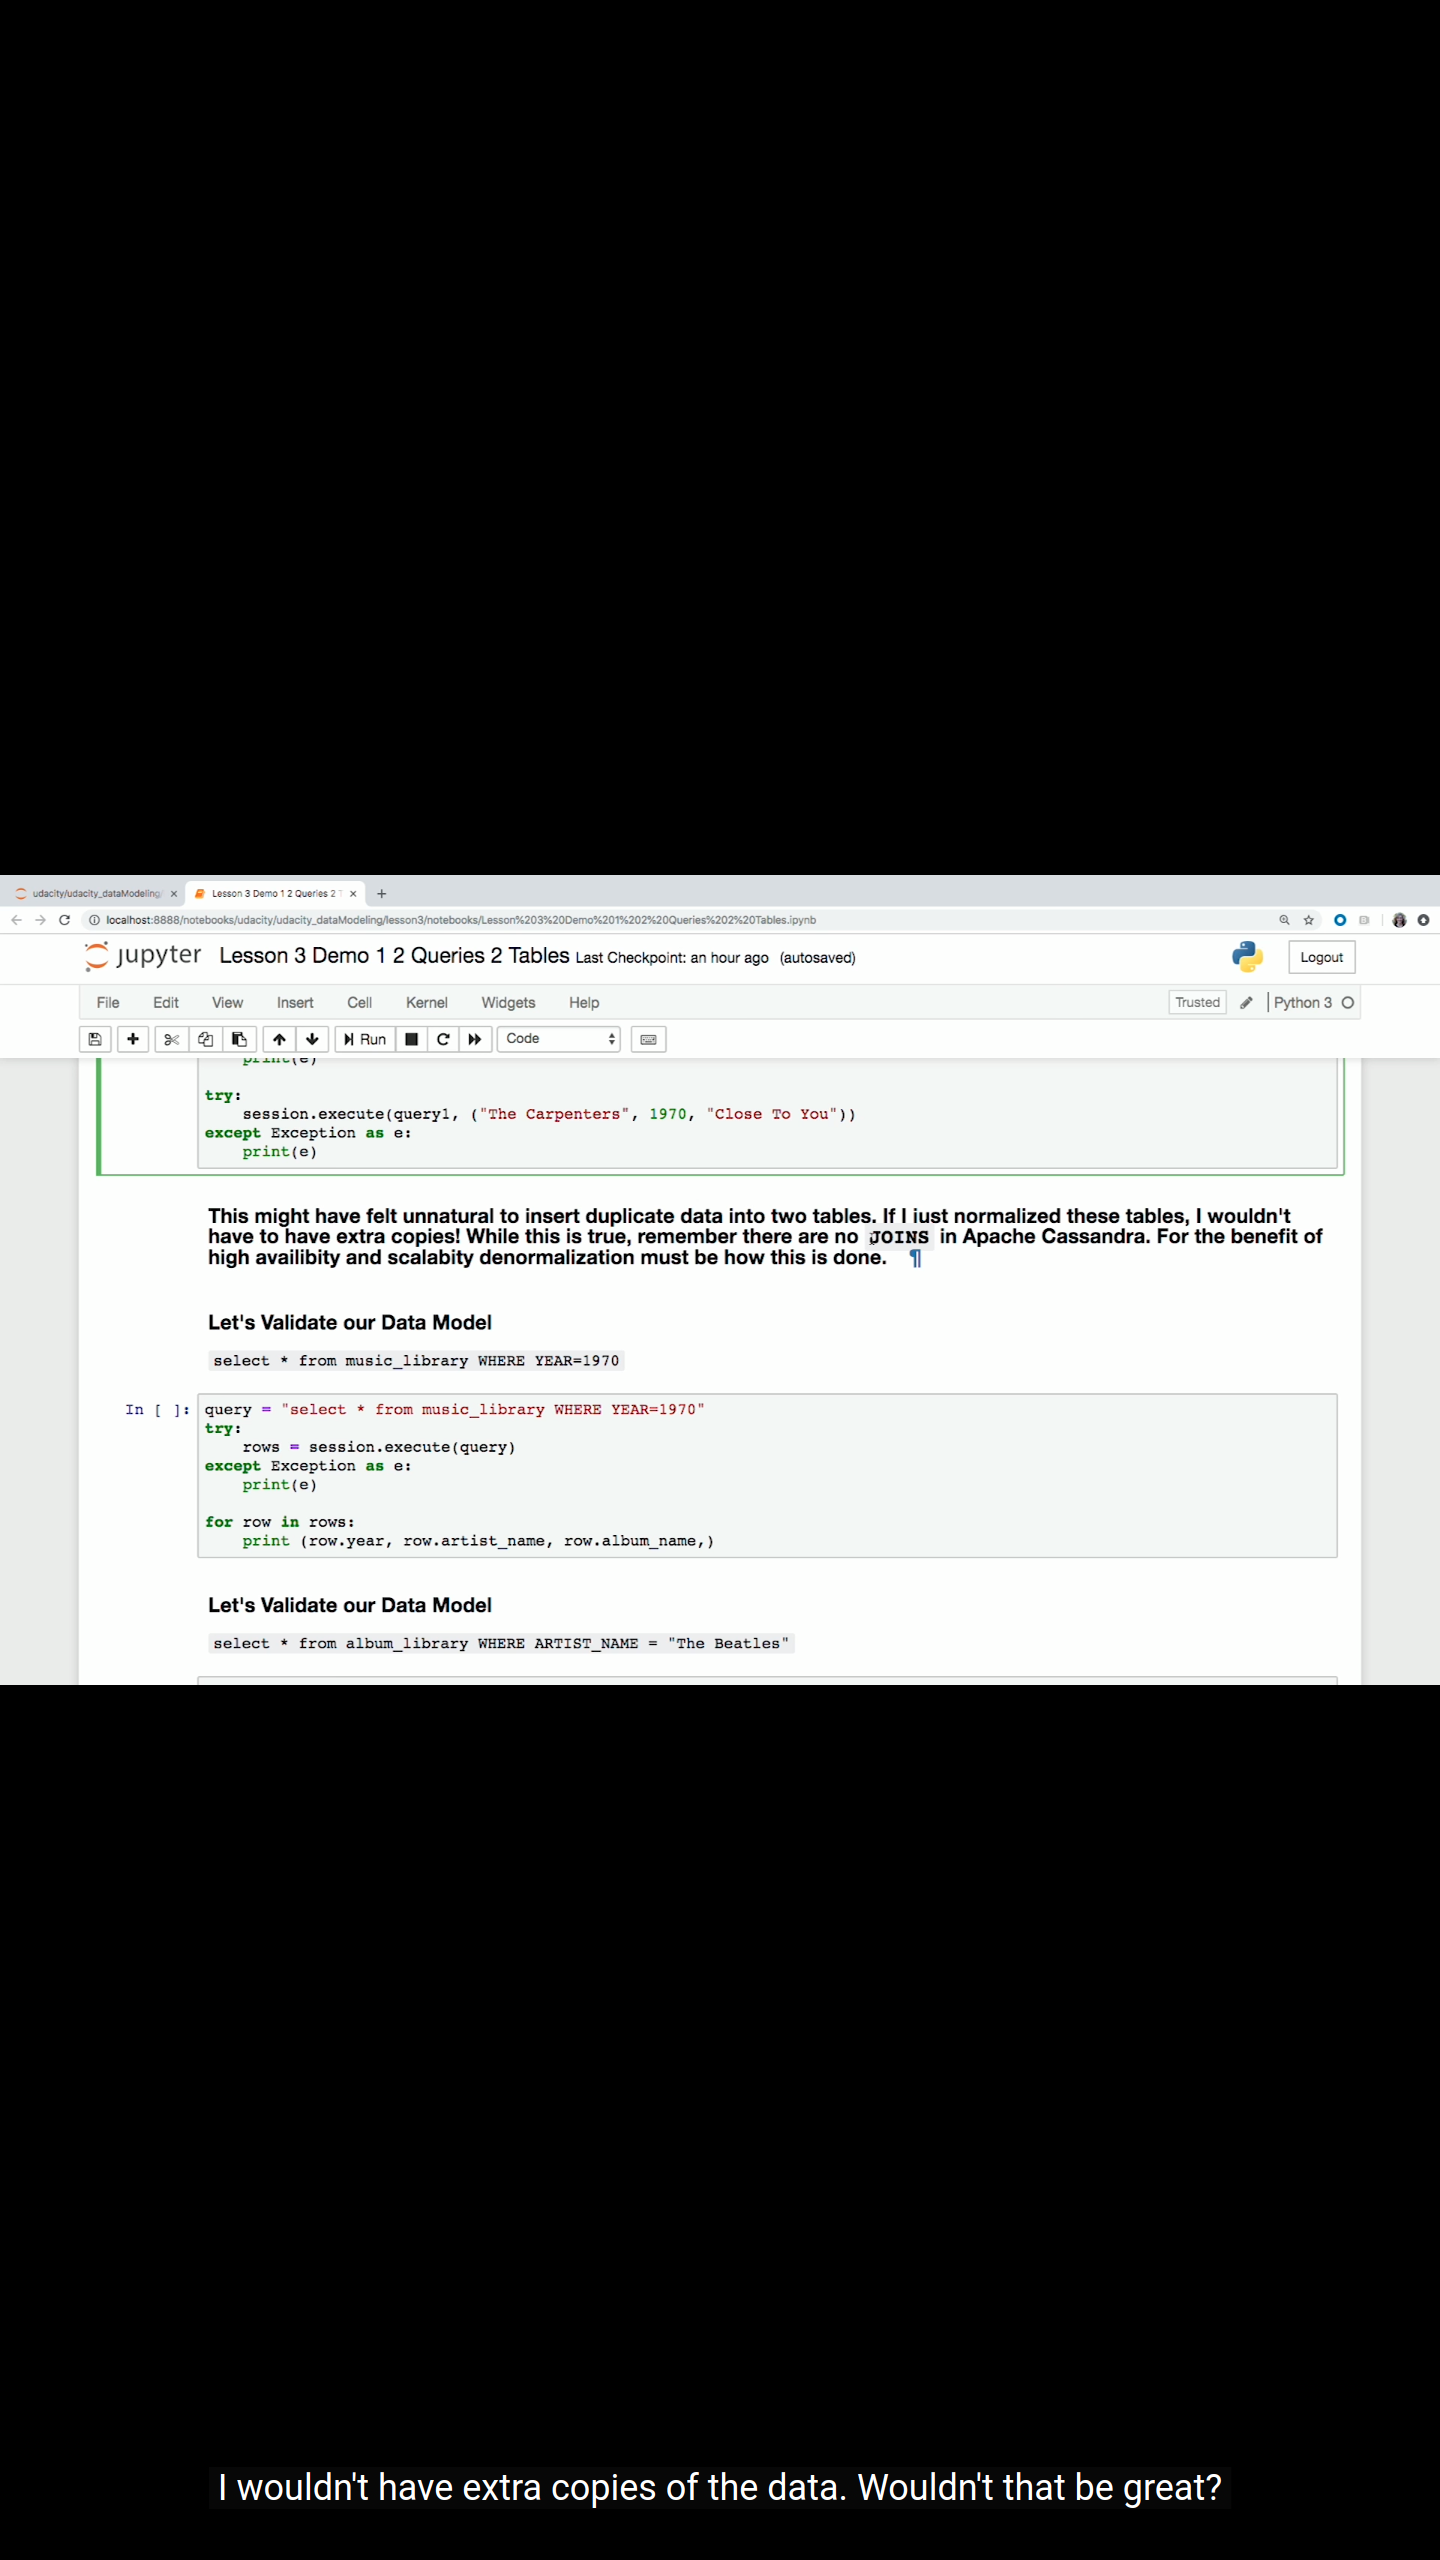 udacity/udacity_dataModeling/
Lesson 3 Demo 1 2 Queries 2 T
localhost:8888/notebooks/udacity/udacity_dataModeling/lesson3/notebooks/Lesson%203%20Demo%201%202%20Queries%202%20Tables.ipynb
jupyter Lesson 3 Demo 1 2 Queries 2 Tables Last Checkpoint: an hour ago (autosaved)
Logout
File Edit View Insert Cell Kernel Widgets Help
Trusted
Python 3
Run
Code
print(e)
try:
session.execute(query1, ("The Carpenters", 1970, "Close To You"))
except Exception as e:
print(e)
This might have felt unnatural to insert duplicate data into two tables. If I just normalized these tables, I wouldn't
have to have extra copies! While this is true, remember there are no JOINS in Apache Cassandra. For the benefit of
high availibity and scalabity denormalization must be how this is done. ¶
Let's Validate our Data Model
select * from music_library WHERE YEAR=1970
In [ ]: query = "select * from music_library WHERE YEAR=1970"
try:
rows = session.execute(query)
except Exception as e:
print(e)
for row in rows:
print (row.year, row.artist_name, row.album_name,)
Let's Validate our Data Model
select * from album_library WHERE ARTIST_NAME = "The Beatles"
I wouldn't have extra copies of the data. Wouldn't that be great?